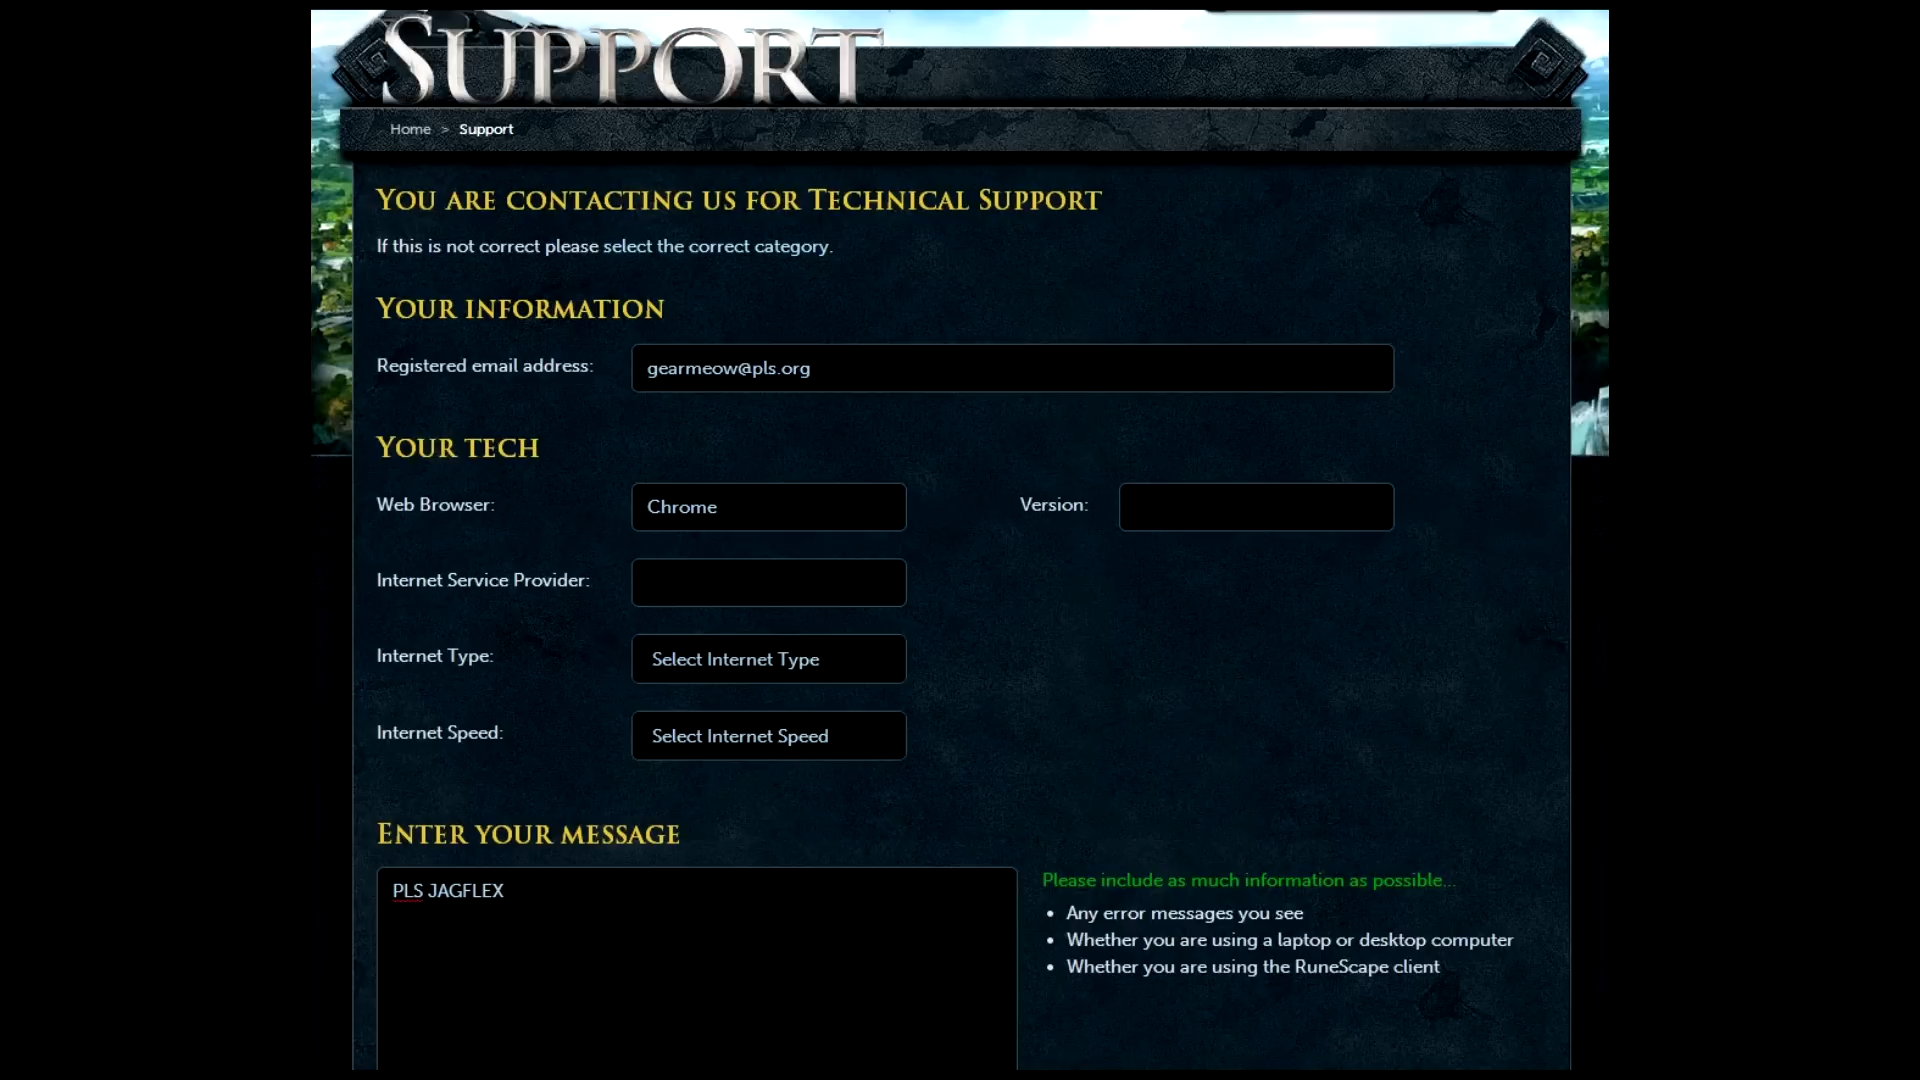 SUPPORT
Home > Support
YOU ARE CONTACTING US FOR TECHNICAL SUPPORT
If this is not correct please select the correct category.
YOUR INFORMATION
Registered email address: gearmeow@pls.org
YOUR TECH
Web Browser: Chrome Version:
Internet Service Provider:
Internet Type: Select Internet Type
Internet Speed: Select Internet Speed
ENTER YOUR MESSAGE
PLS JAGFLEX
Please include as much information as possible...
• Any error messages you see
• Whether you are using a laptop or desktop computer
• Whether you are using the RuneScape client